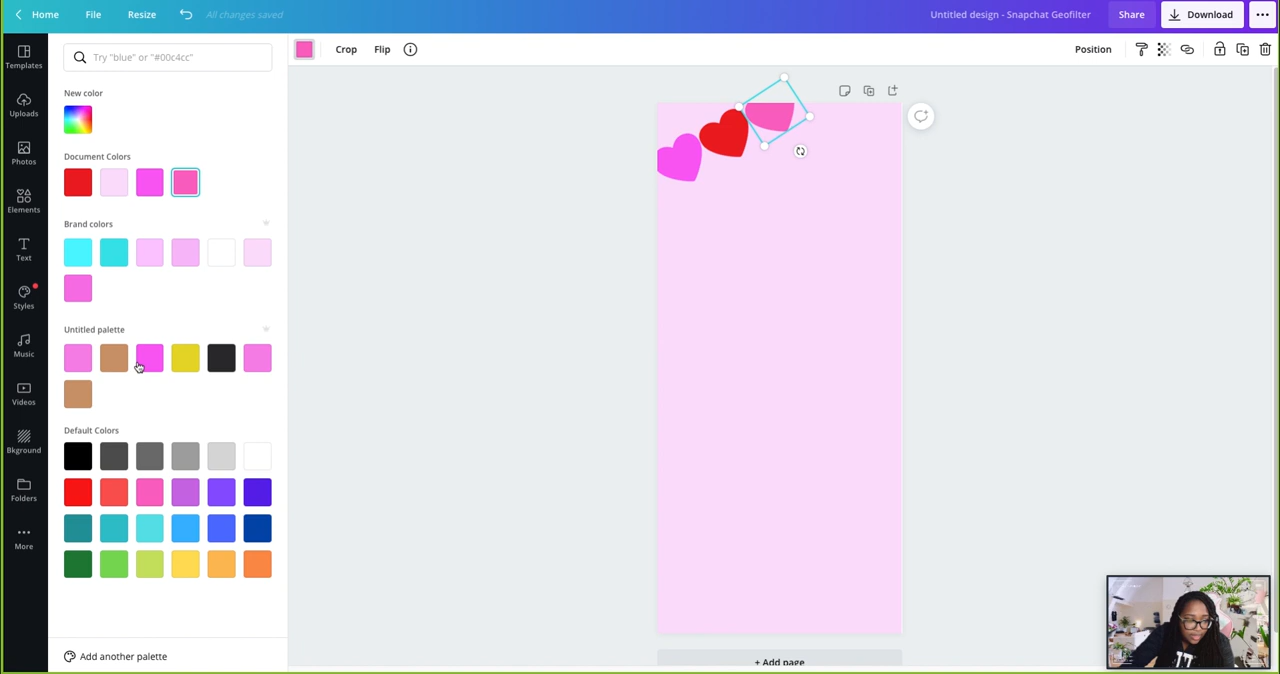 Home File Resize All changes saved Untitled design - Snapchat Geofilter Share Download
Crop Flip Position
Templates
Uploads
Photos
Elements
Text
Styles
Music
Videos
Bkground
Folders
More
Try "blue" or "#00c4cc"
New color
Document Colors
Brand colors
Untitled palette
Default Colors
Add another palette
+ Add page